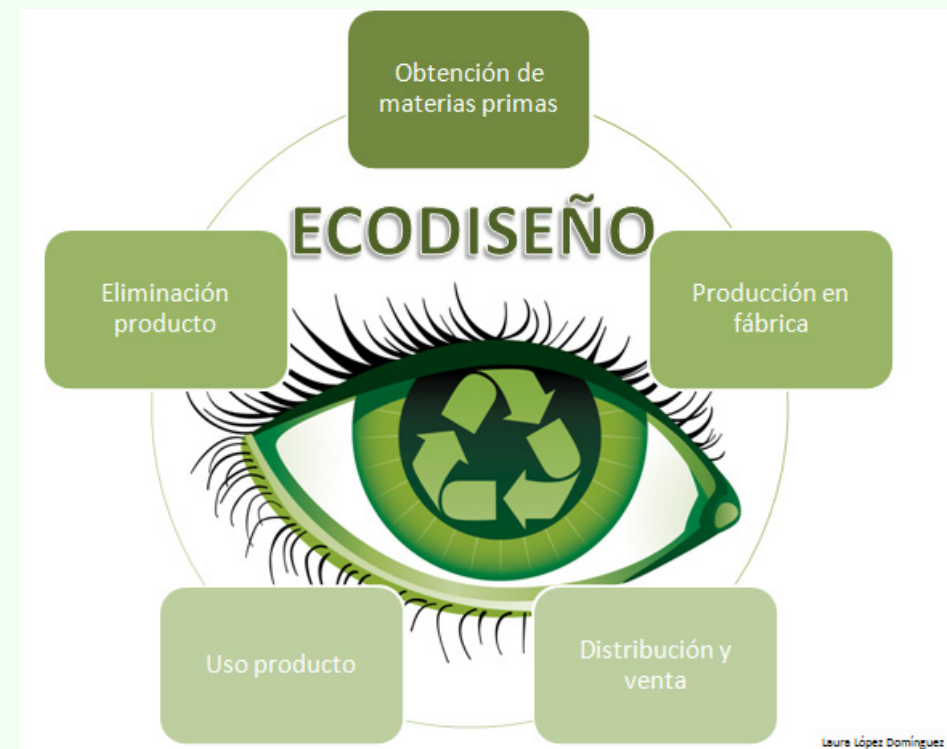 Obtención de
materias primas
ECODISEÑO
Eliminación
producto
Producción en
fábrica
Uso producto
Distribución y
venta
Laura López Domínguez